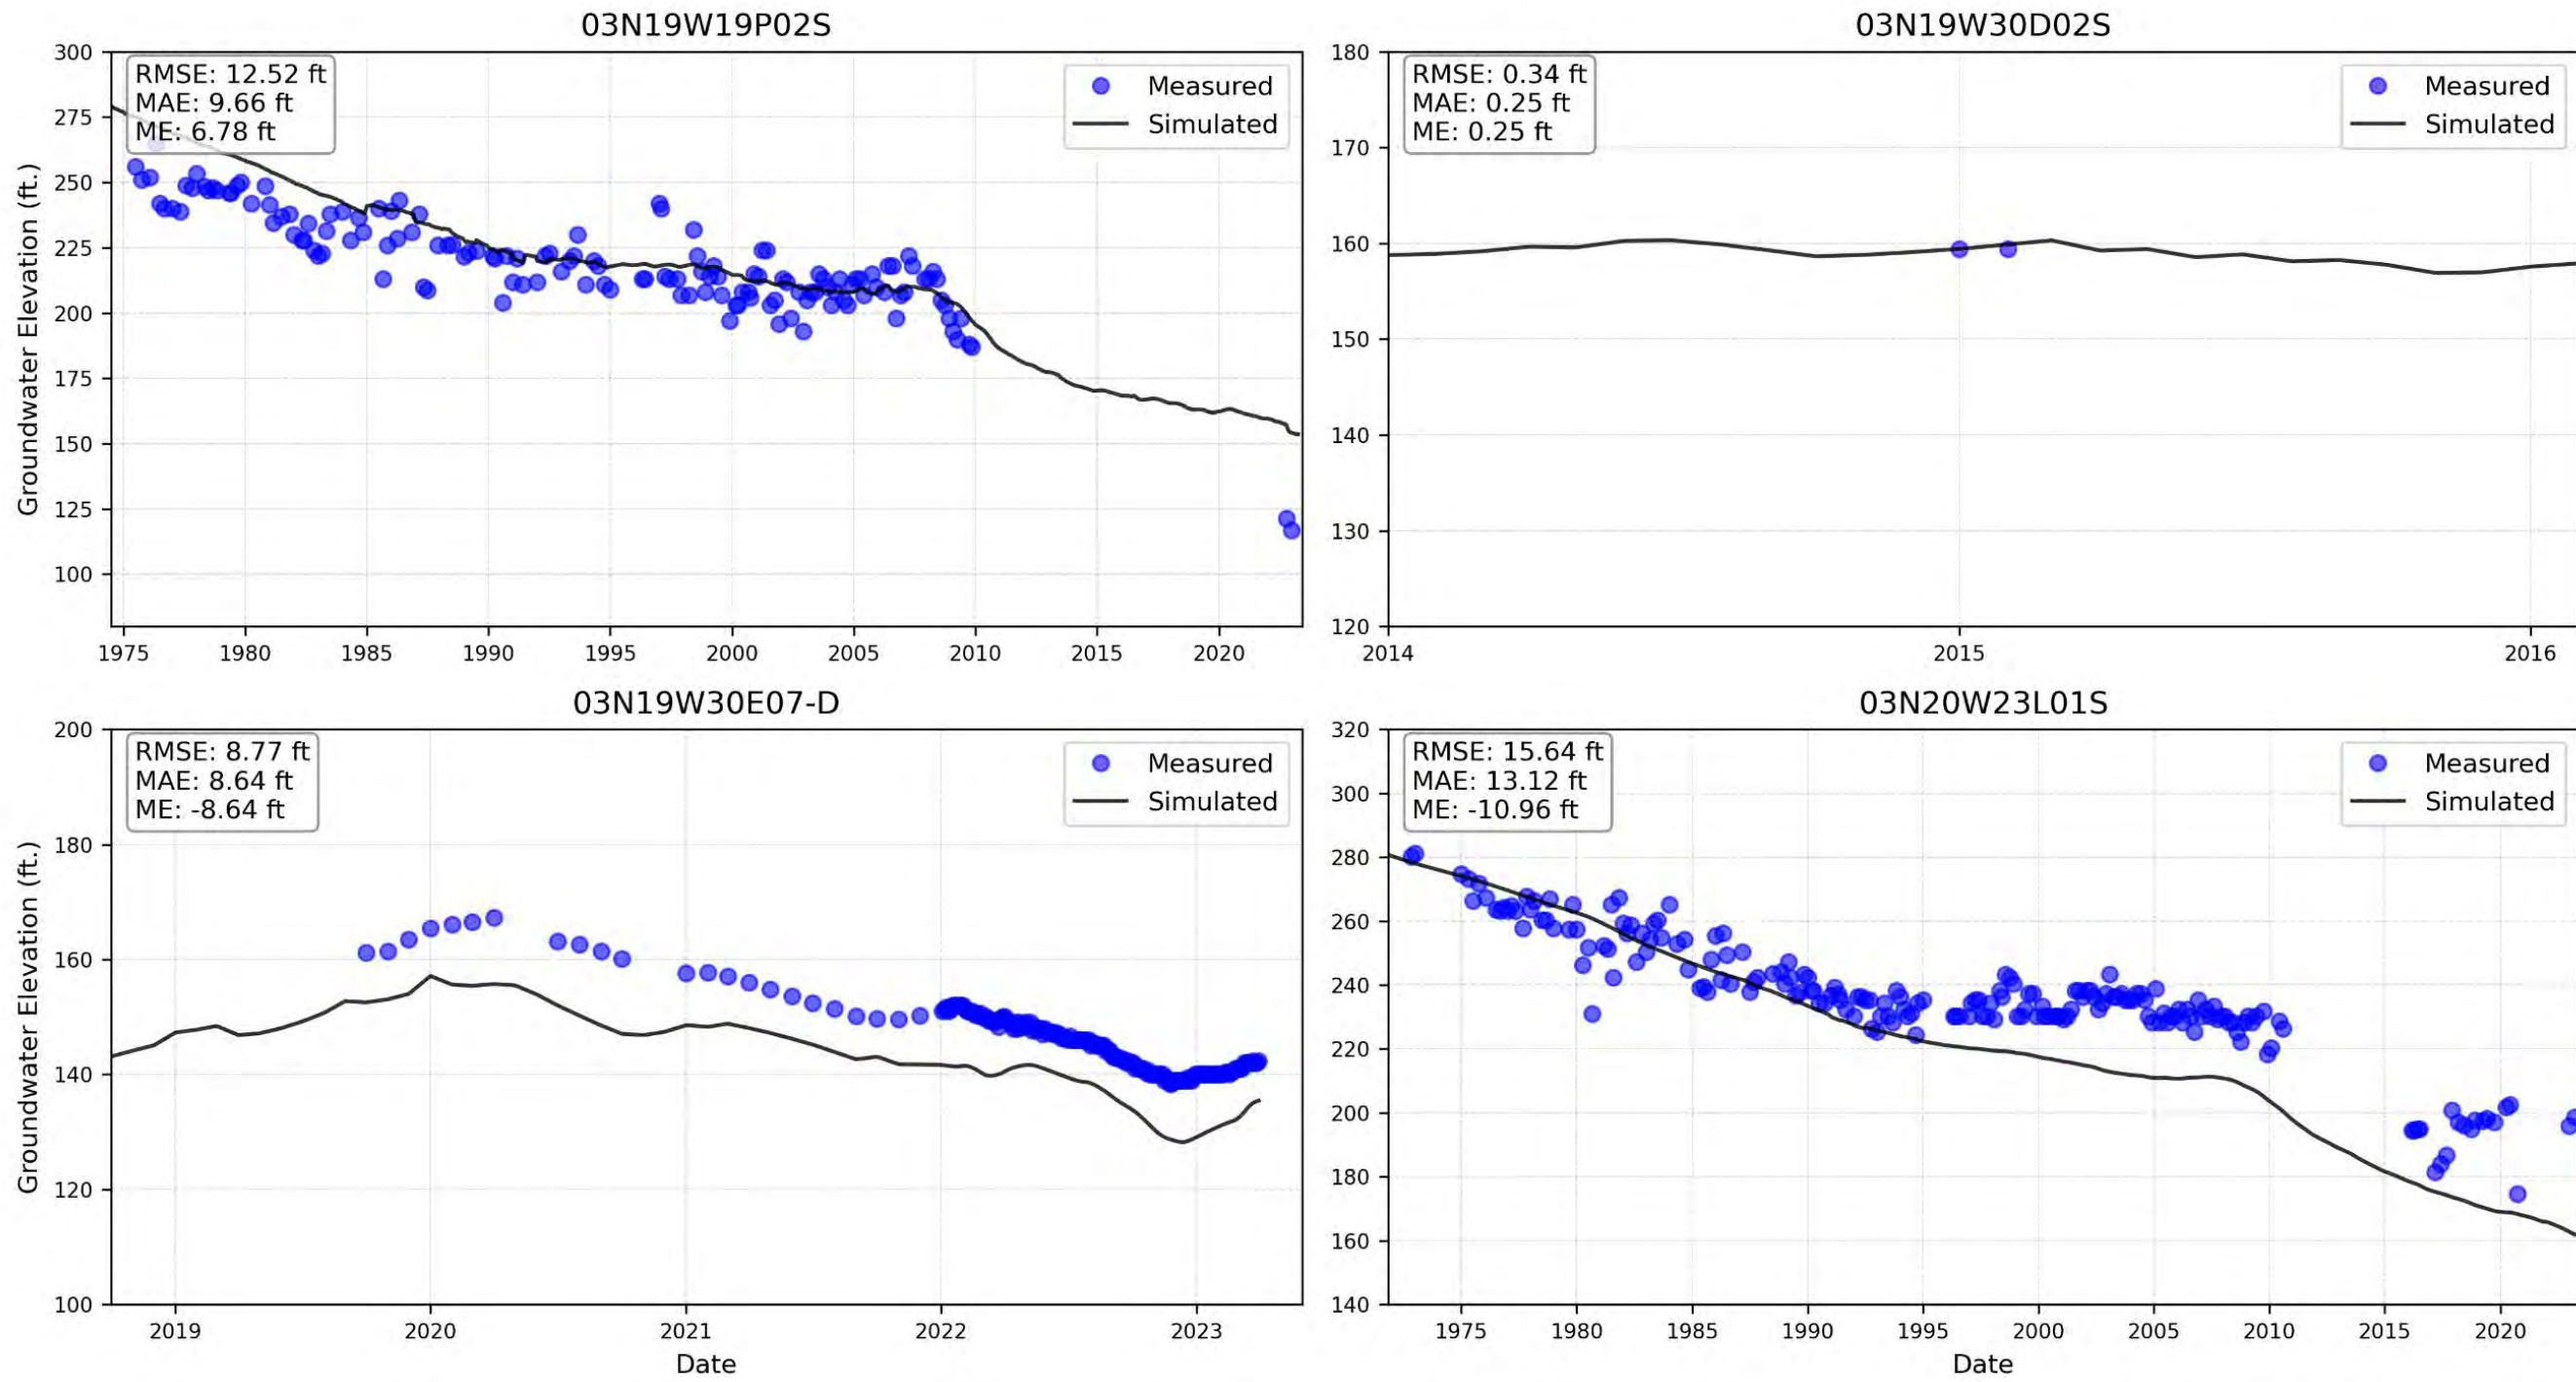 03N19W19P02S
RMSE: 12.52 ft
MAE: 9.66 ft
ME: 6.78 ft
Measured
Simulated
Groundwater Elevation (ft.)
300
275
250
225
200
175
150
125
100
1975 1980 1985 1990 1995 2000 2005 2010 2015 2020
03N19W30D02S
RMSE: 0.34 ft
MAE: 0.25 ft
ME: 0.25 ft
Measured
Simulated
180
170
160
150
140
130
120
2014 2015 2016
03N19W30E07-D
RMSE: 8.77 ft
MAE: 8.64 ft
ME: -8.64 ft
Measured
Simulated
Groundwater Elevation (ft.)
200
180
160
140
120
100
2019 2020 2021 2022 2023
Date
03N20W23L01S
RMSE: 15.64 ft
MAE: 13.12 ft
ME: -10.96 ft
Measured
Simulated
320
300
280
260
240
220
200
180
160
140
1975 1980 1985 1990 1995 2000 2005 2010 2015 2020
Date